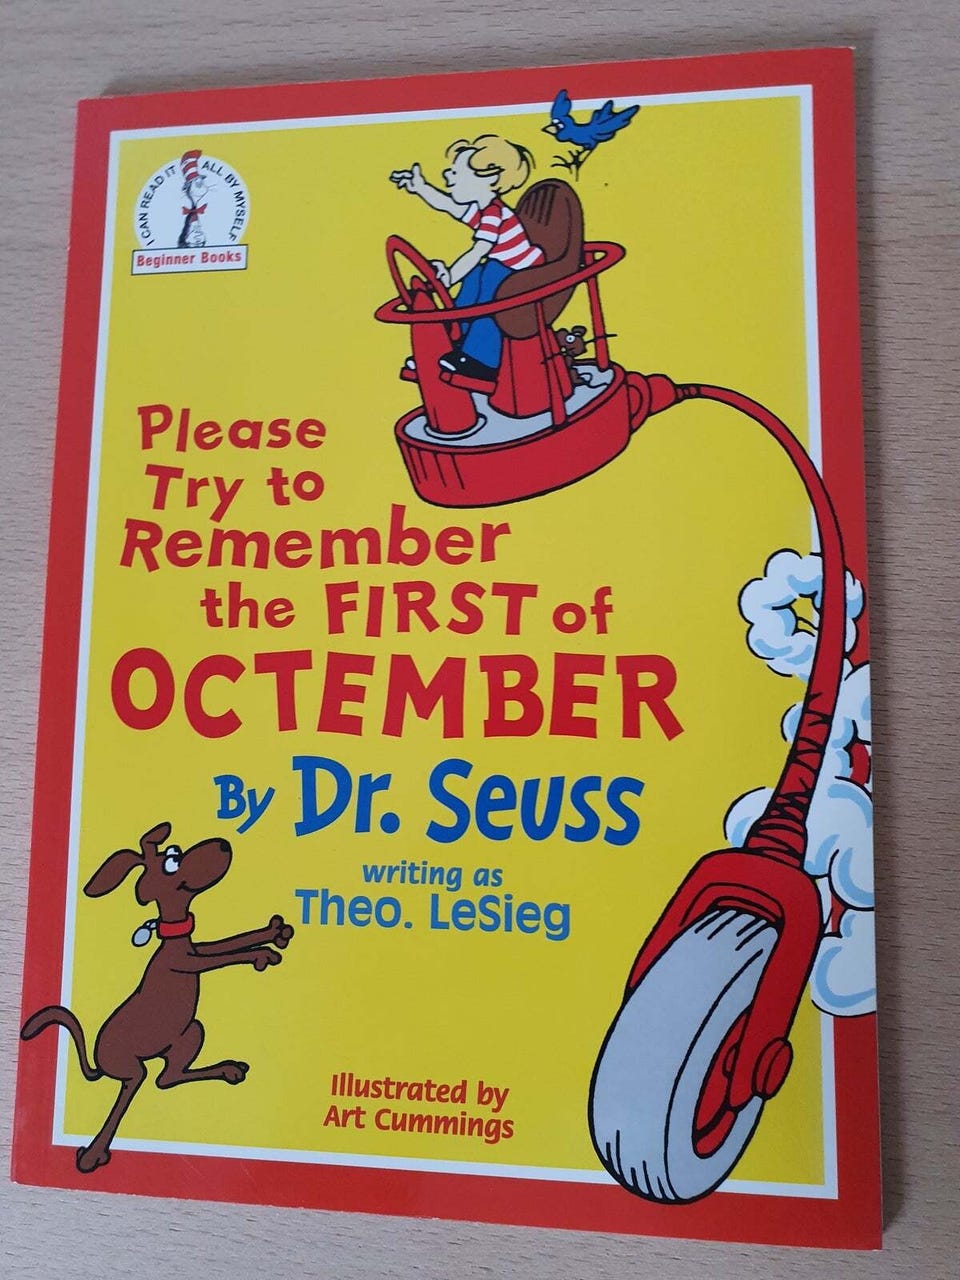 I CAN READ IT ALL BY MYSELF
Beginner Books
Please
Try to
Remember
the FIRST of
OCTEMBER
By Dr. Seuss
writing as
Theo. LeSieg
Illustrated by
Art Cummings